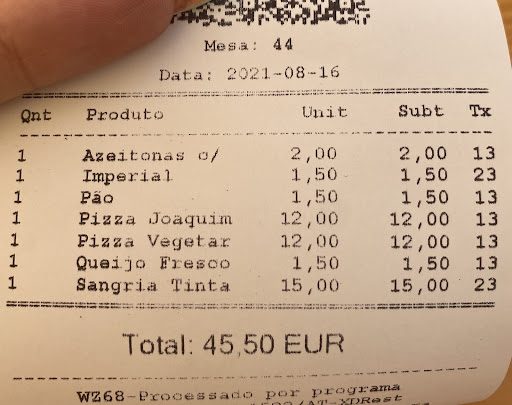 Mesa: 44
Data: 2021-08-16
Qnt Produto Unit Subt Tx
1 Azeitonas c/ 2,00 2,00 13
1 Imperial 1,50 1,50 23
1 Pão 1,50 1,50 13
1 Pizza Joaquim 12,00 12,00 13
1 Pizza Vegetar 12,00 12,00 13
1 Queijo Fresco 1,50 1,50 13
1 Sangria Tinta 15,00 15,00 23
Total: 45,50 EUR
WZ68-Processado por programa